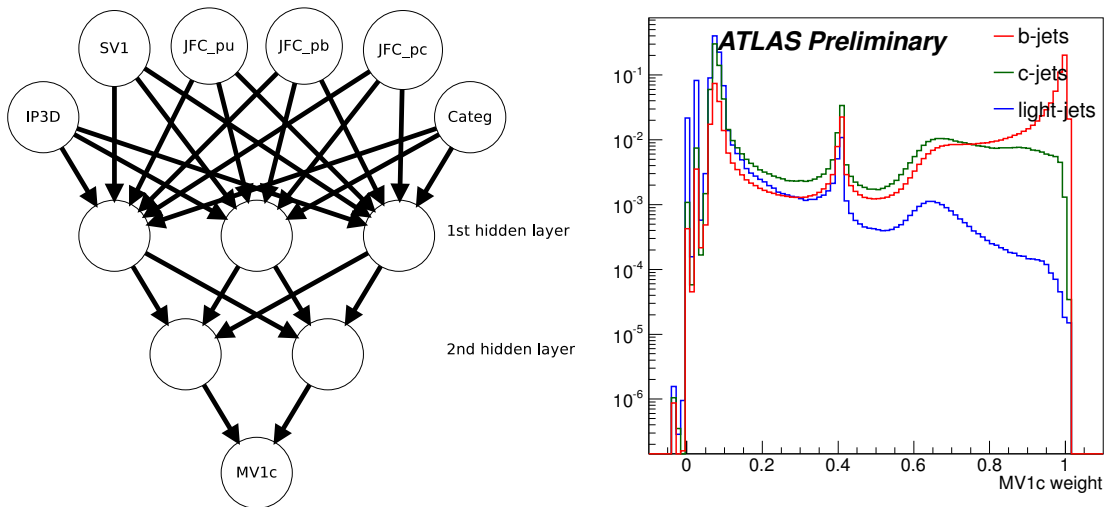 SV1
JFC_pu
JFC_pb
JFC_pc
IP3D
Categ
1st hidden layer
2nd hidden layer
MV1c
ATLAS Preliminary
b-jets
c-jets
light-jets
10-1
10-2
10-3
10-4
10-5
10-6
0 0.2 0.4 0.6 0.8 1
MV1c weight